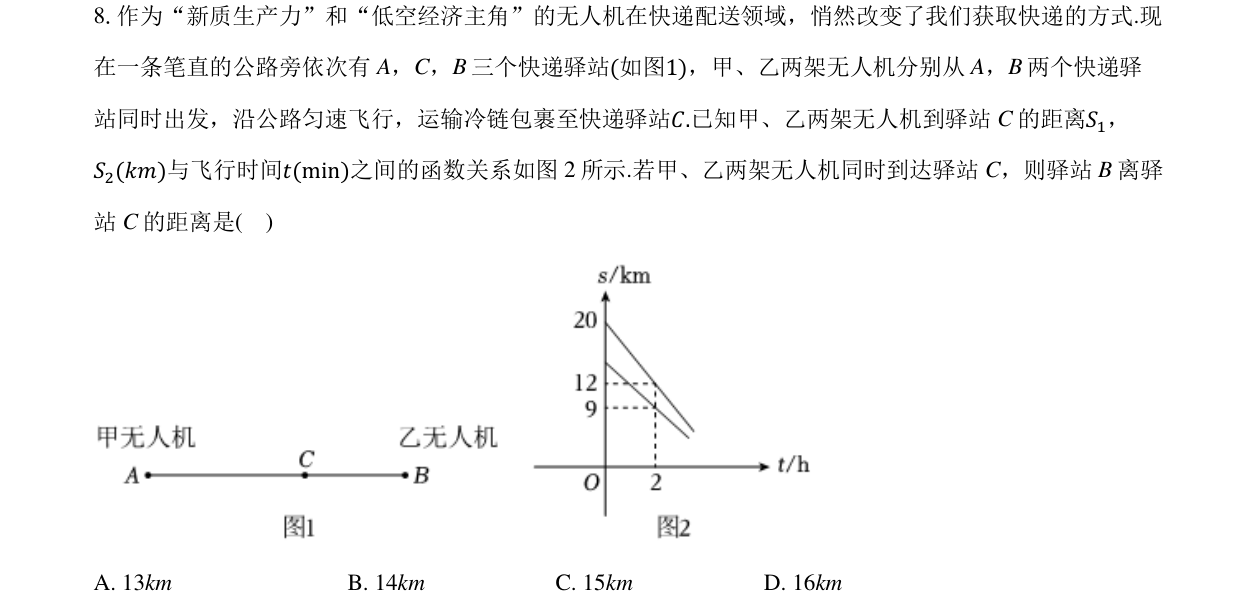 8. 作为“新质生产力”和“低空经济主角”的无人机在快递配送领域，悄然改变了我们获取快递的方式.现
在一条笔直的公路旁依次有 A，C，B 三个快递驿站(如图1)，甲、乙两架无人机分别从 A，B 两个快递驿
站同时出发，沿公路匀速飞行，运输冷链包裹至快递驿站C.已知甲、乙两架无人机到驿站 C 的距离S₁，
S₂(km)与飞行时间t(min)之间的函数关系如图 2 所示.若甲、乙两架无人机同时到达驿站 C，则驿站 B 离驿
站 C 的距离是(　)
s/km
20
12
9
O
2
t/h
图2
甲无人机
乙无人机
A
C
B
图1
A. 13km B. 14km C. 15km D. 16km